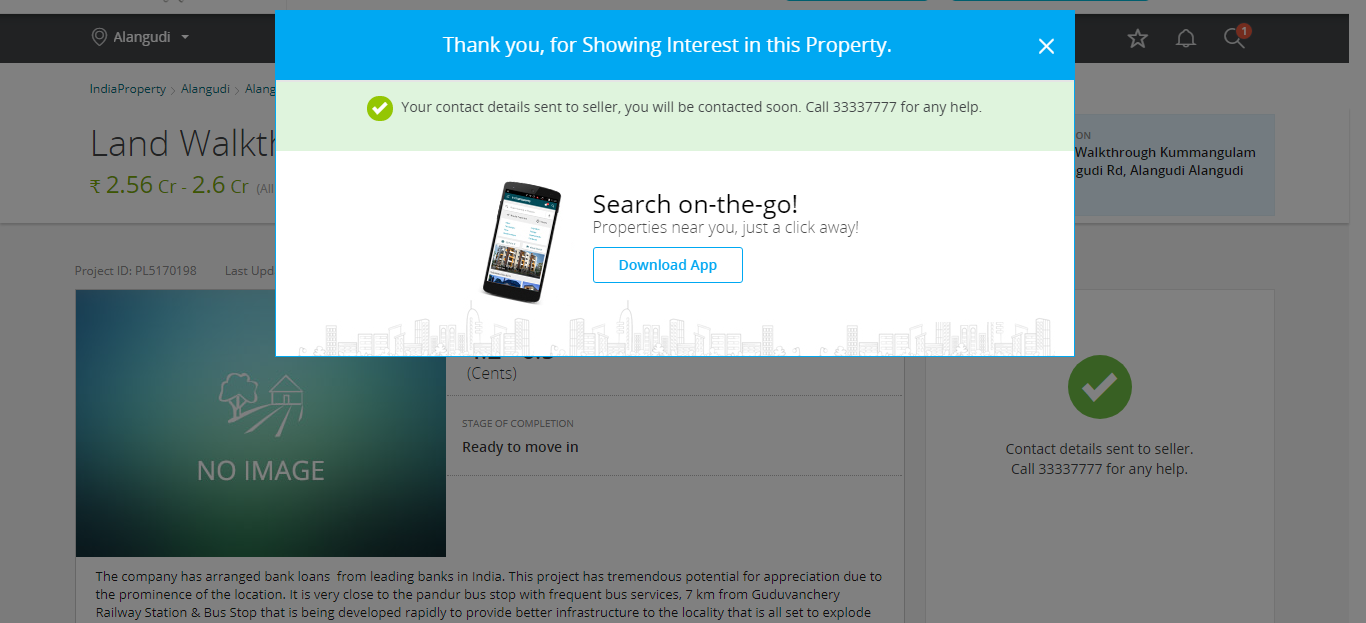 Alangudi
1
Thank you, for Showing Interest in this Property.
Your contact details sent to seller, you will be contacted soon. Call 33337777 for any help.
IndiaProperty
Alangudi
Alang
Land Walkth
₹ 2.56 Cr - 2.6 Cr (All
ON
Walkthrough Kummangulam
gudi Rd, Alangudi Alangudi
Search on-the-go!
Properties near you, just a click away!
Download App
Project ID: PL5170198
Last Upd
(Cents)
STAGE OF COMPLETION
Ready to move in
NO IMAGE
Contact details sent to seller.
Call 33337777 for any help.
The company has arranged bank loans from leading banks in India. This project has tremendous potential for appreciation due to
the prominence of the location. It is very close to the pandur bus stop with frequent bus services, 7 km from Guduvanchery
Railway Station & Bus Stop that is being developed rapidly to provide better infrastructure to the locality that is all set to explode